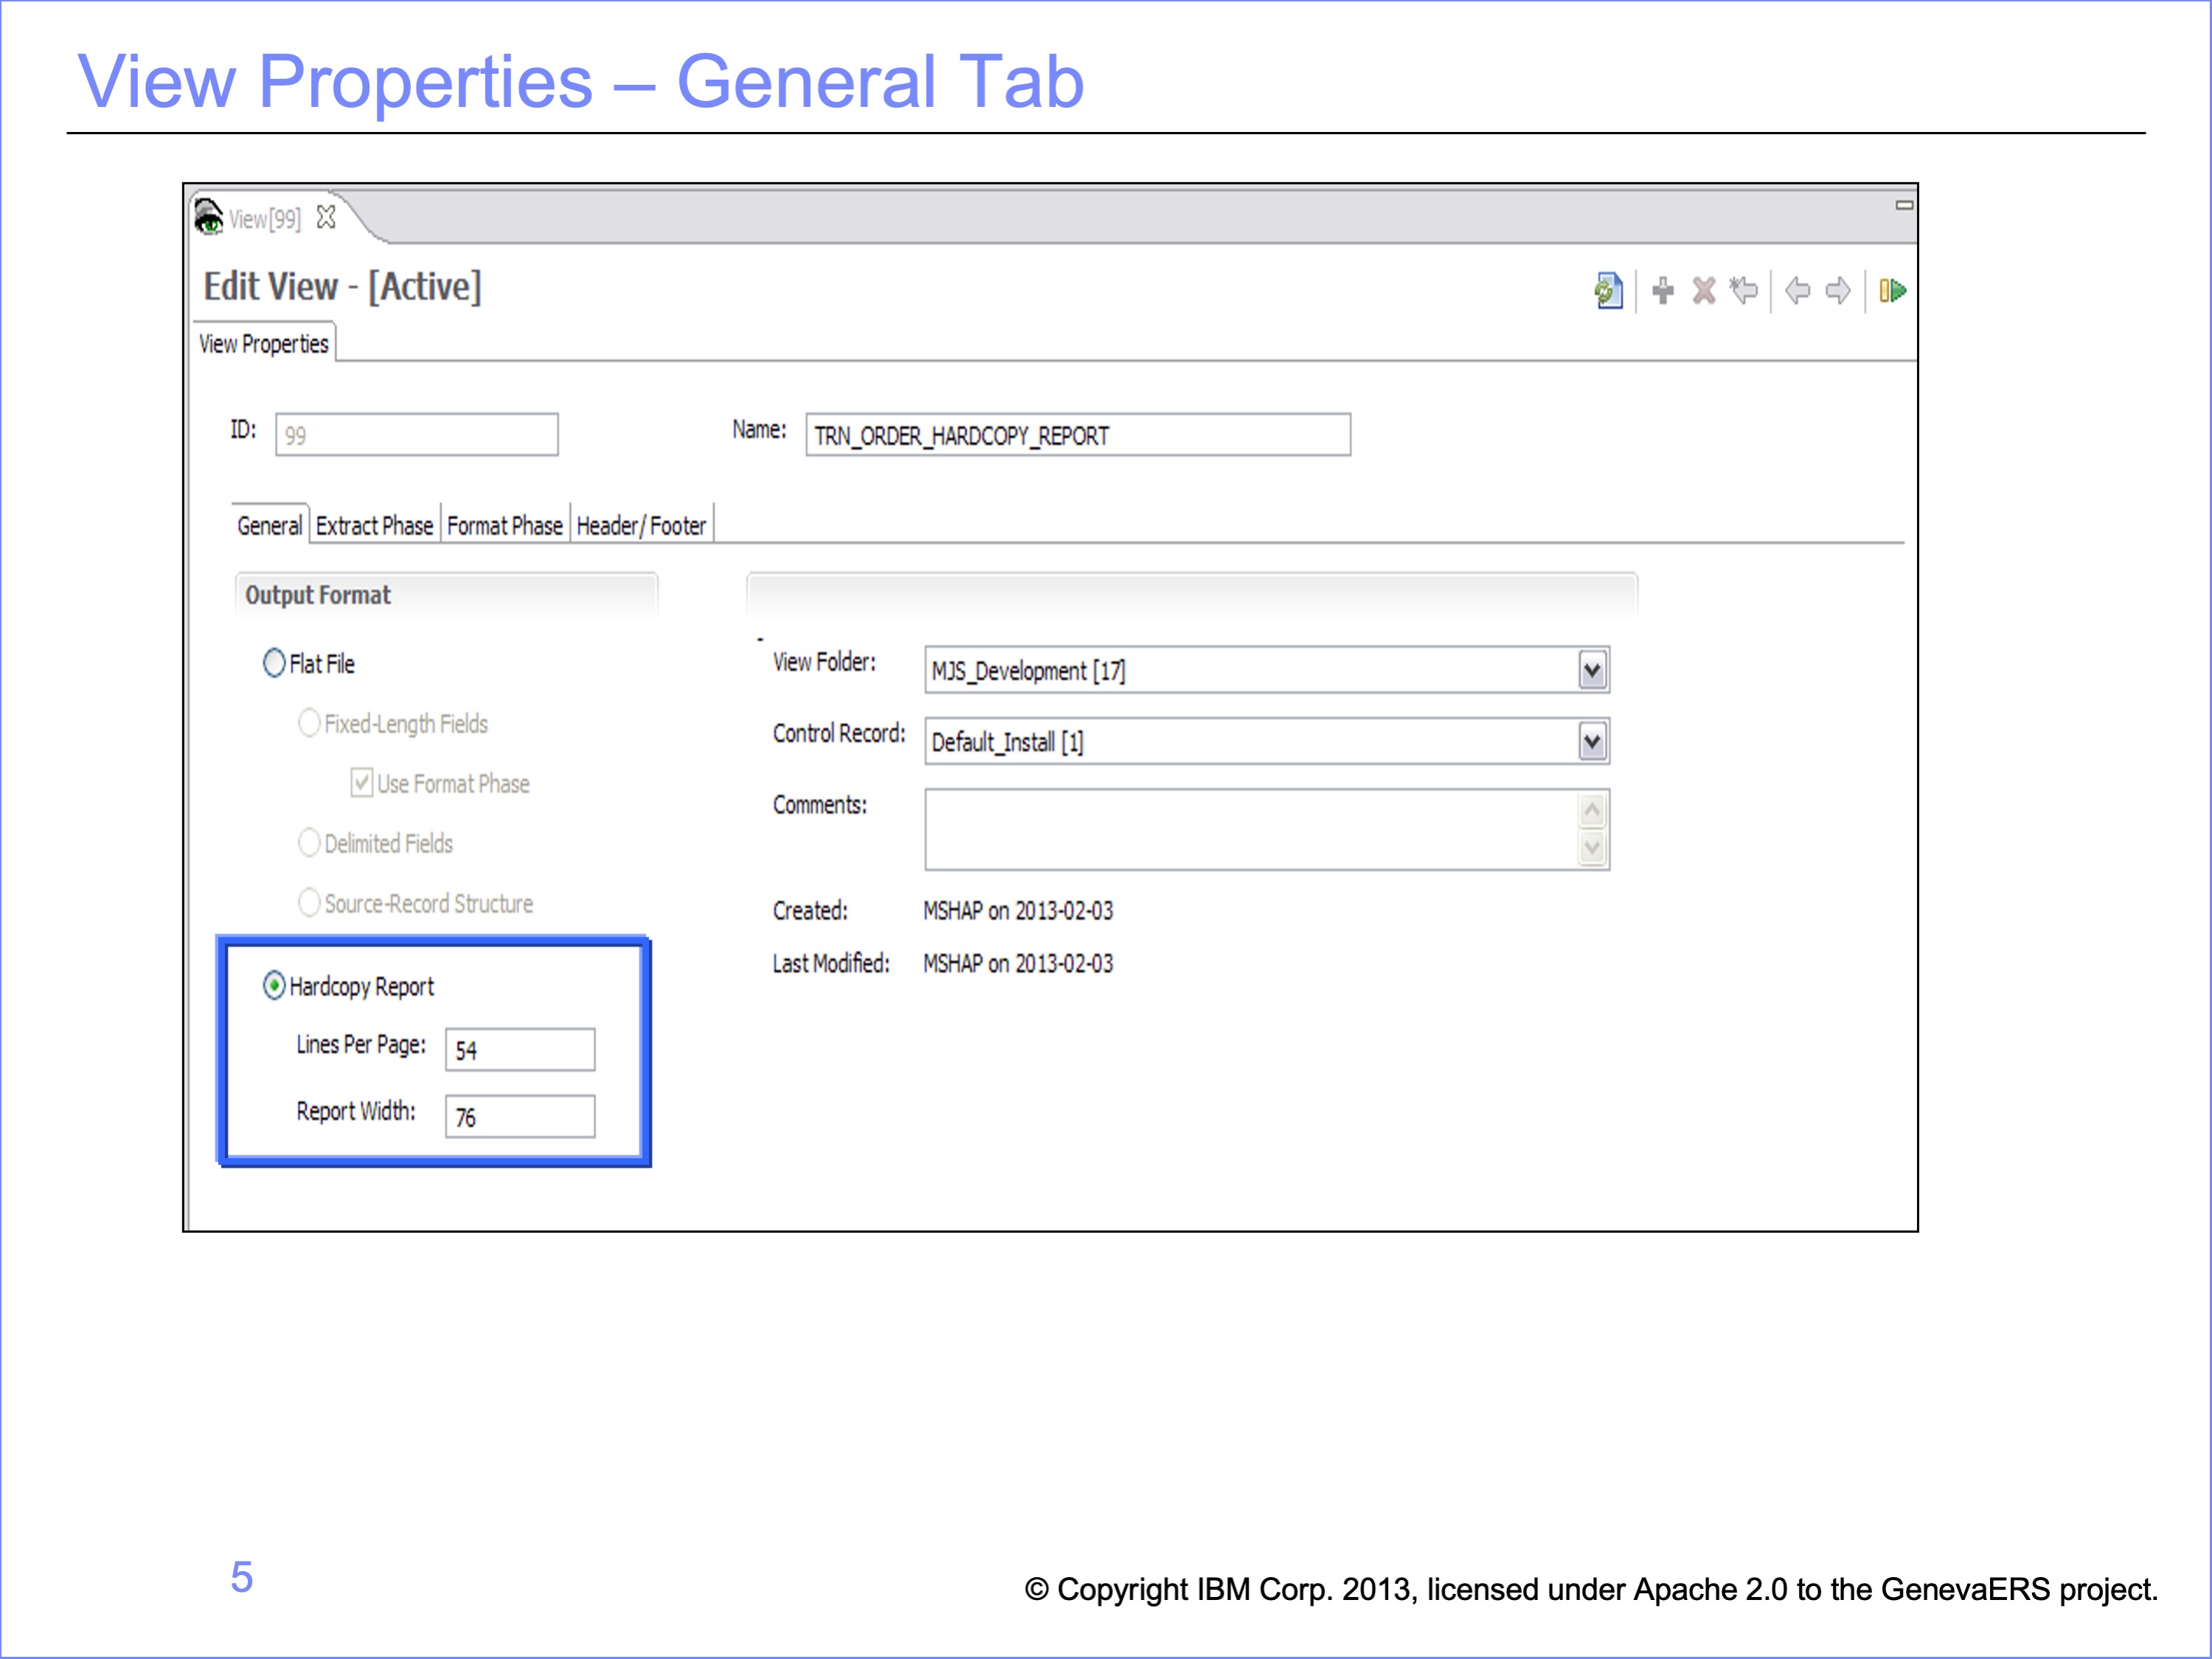 View Properties – General Tab
View[99]
Edit View - [Active]
View Properties
ID: 99 Name: TRN_ORDER_HARDCOPY_REPORT
General Extract Phase Format Phase Header/Footer
Output Format
Flat File
Fixed-Length Fields
Use Format Phase
Delimited Fields
Source-Record Structure
Hardcopy Report
Lines Per Page: 54
Report Width: 76
View Folder: MJS_Development [17]
Control Record: Default_Install [1]
Comments:
Created: MSHAP on 2013-02-03
Last Modified: MSHAP on 2013-02-03
5
© Copyright IBM Corp. 2013, licensed under Apache 2.0 to the GenevaERS project.